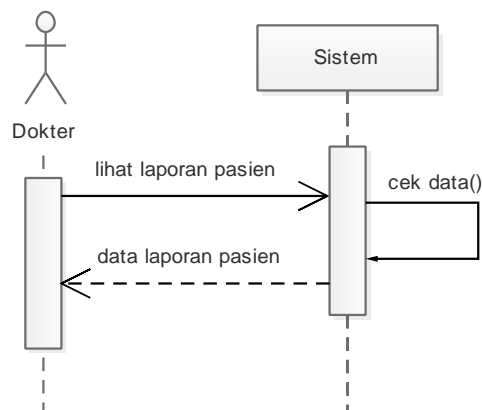 Sistem
Dokter
lihat laporan pasien
cek data()
data laporan pasien